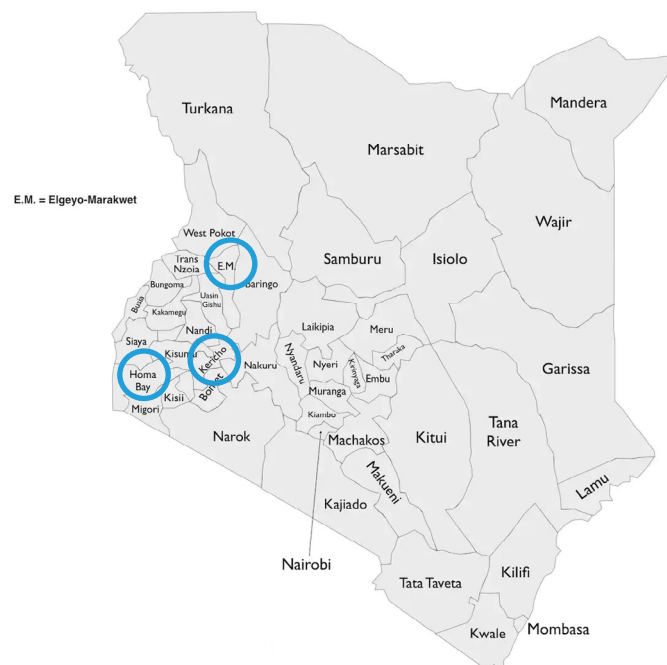 Mandera
Turkana
Marsabit
E.M. = Elgeyo-Marakwet
Wajir
West Pokot
Trans
Nzoia
E.M.
Samburu
Isiolo
Baringo
Bungoma
Busia
Uasin
Gishu
Kakamegu
Nandi
Laikipia
Meru
Siaya
Kisumu
Kericho
Nyandaru
Tharaka
Nakuru
Nyeri
Kirinyaga
Embu
Garissa
Homa
Bay
Bomet
Kisii
Muranga
Migori
Kiambu
Tana
River
Narok
Machakos
Kitui
Makueni
Lamu
Kajiado
Nairobi
Kilifi
Tata Taveta
Kwale
Mombasa